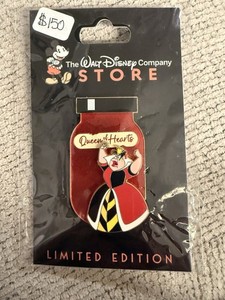 $150
The WALT DISNEY Company
STORE
Queen of Hearts
LIMITED EDITION